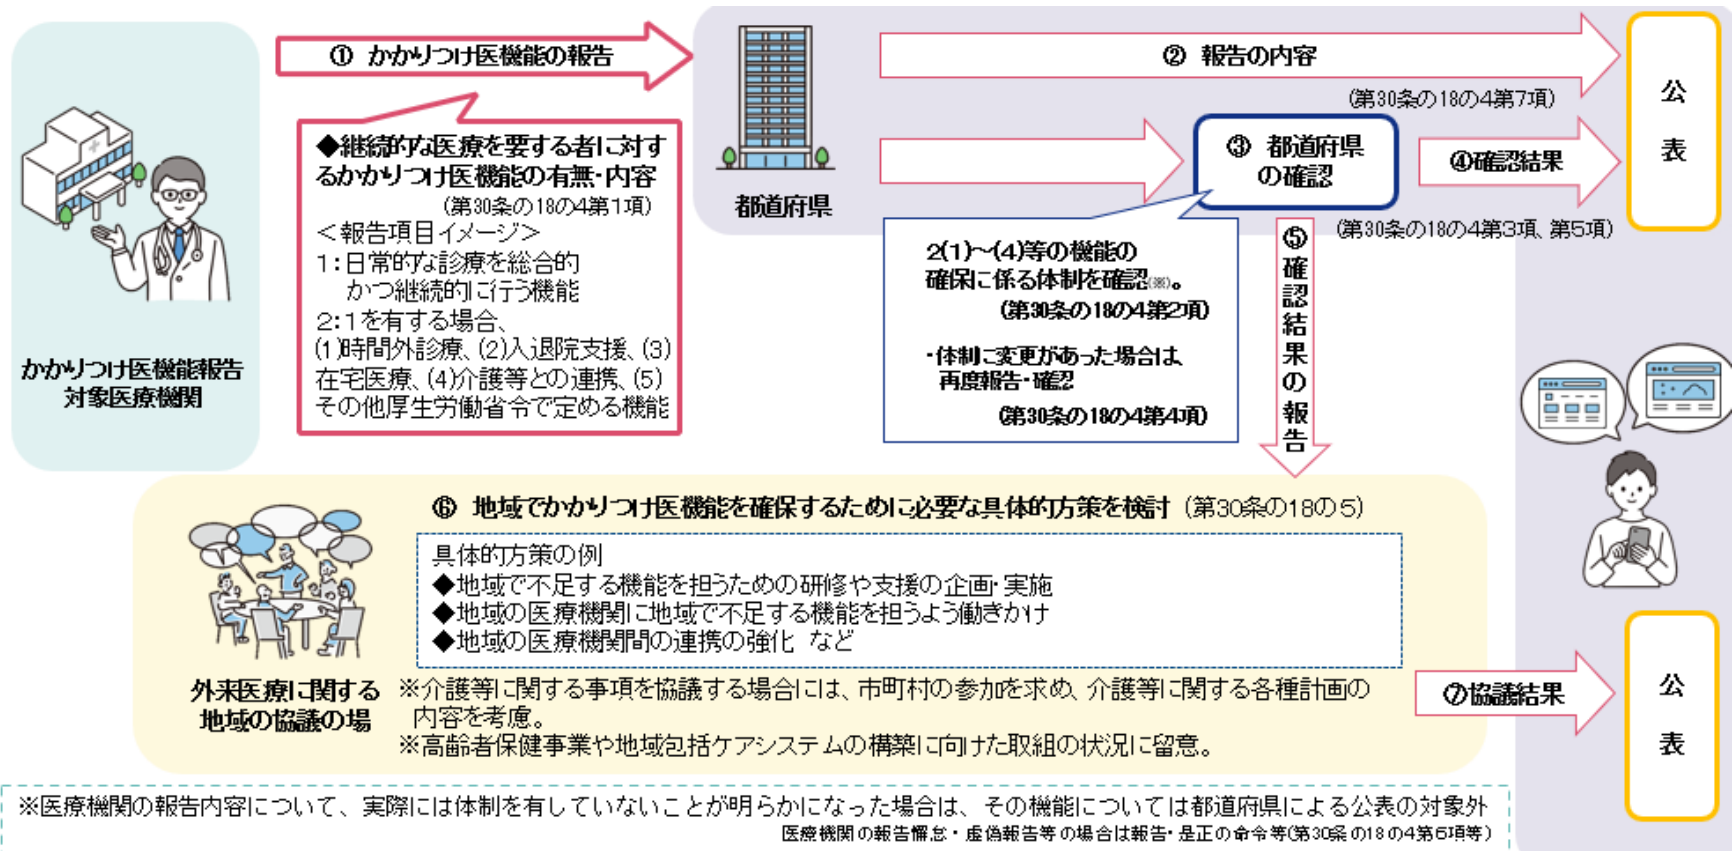 ① かかりつけ医機能の報告
② 報告の内容
(第30条の18の4第7項)
公
表
◆継続的な医療を要する者に対す
るかかりつけ医機能の有無・内容
(第30条の18の4第1項)
<報告項目イメージ>
1:日常的な診療を総合的
かつ継続的に行う機能
2:1を有する場合、
(1)時間外診療、(2)入退院支援、(3)
在宅医療、(4)介護等との連携、(5)
その他厚生労働省令で定める機能
かかりつけ医機能報告
対象医療機関
都道府県
③ 都道府県
の確認
④確認結果
(第30条の18の4第3項、第5項)
2(1)~(4)等の機能の
確保に係る体制を確認(※)。
(第30条の18の4第2項)
・体制に変更があった場合は
再度報告・確認
(第30条の18の4第4項)
⑤確認結果の報告
⑥ 地域でかかりつけ医機能を確保するために必要な具体的方策を検討(第30条の18の5)
具体的方策の例
◆地域で不足する機能を担うための研修や支援の企画・実施
◆地域の医療機関に地域で不足する機能を担うよう働きかけ
◆地域の医療機関間の連携の強化 など
外来医療に関する
地域の協議の場
※介護等に関する事項を協議する場合には、市町村の参加を求め、介護等に関する各種計画の
内容を考慮。
※高齢者保健事業や地域包括ケアシステムの構築に向けた取組の状況に留意。
⑦協議結果
公
表
※医療機関の報告内容について、実際には体制を有していないことが明らかになった場合は、その機能については都道府県による公表の対象外
医療機関の報告懈怠・虚偽報告等の場合は報告・是正の命令等(第30条の18の4第6項等)